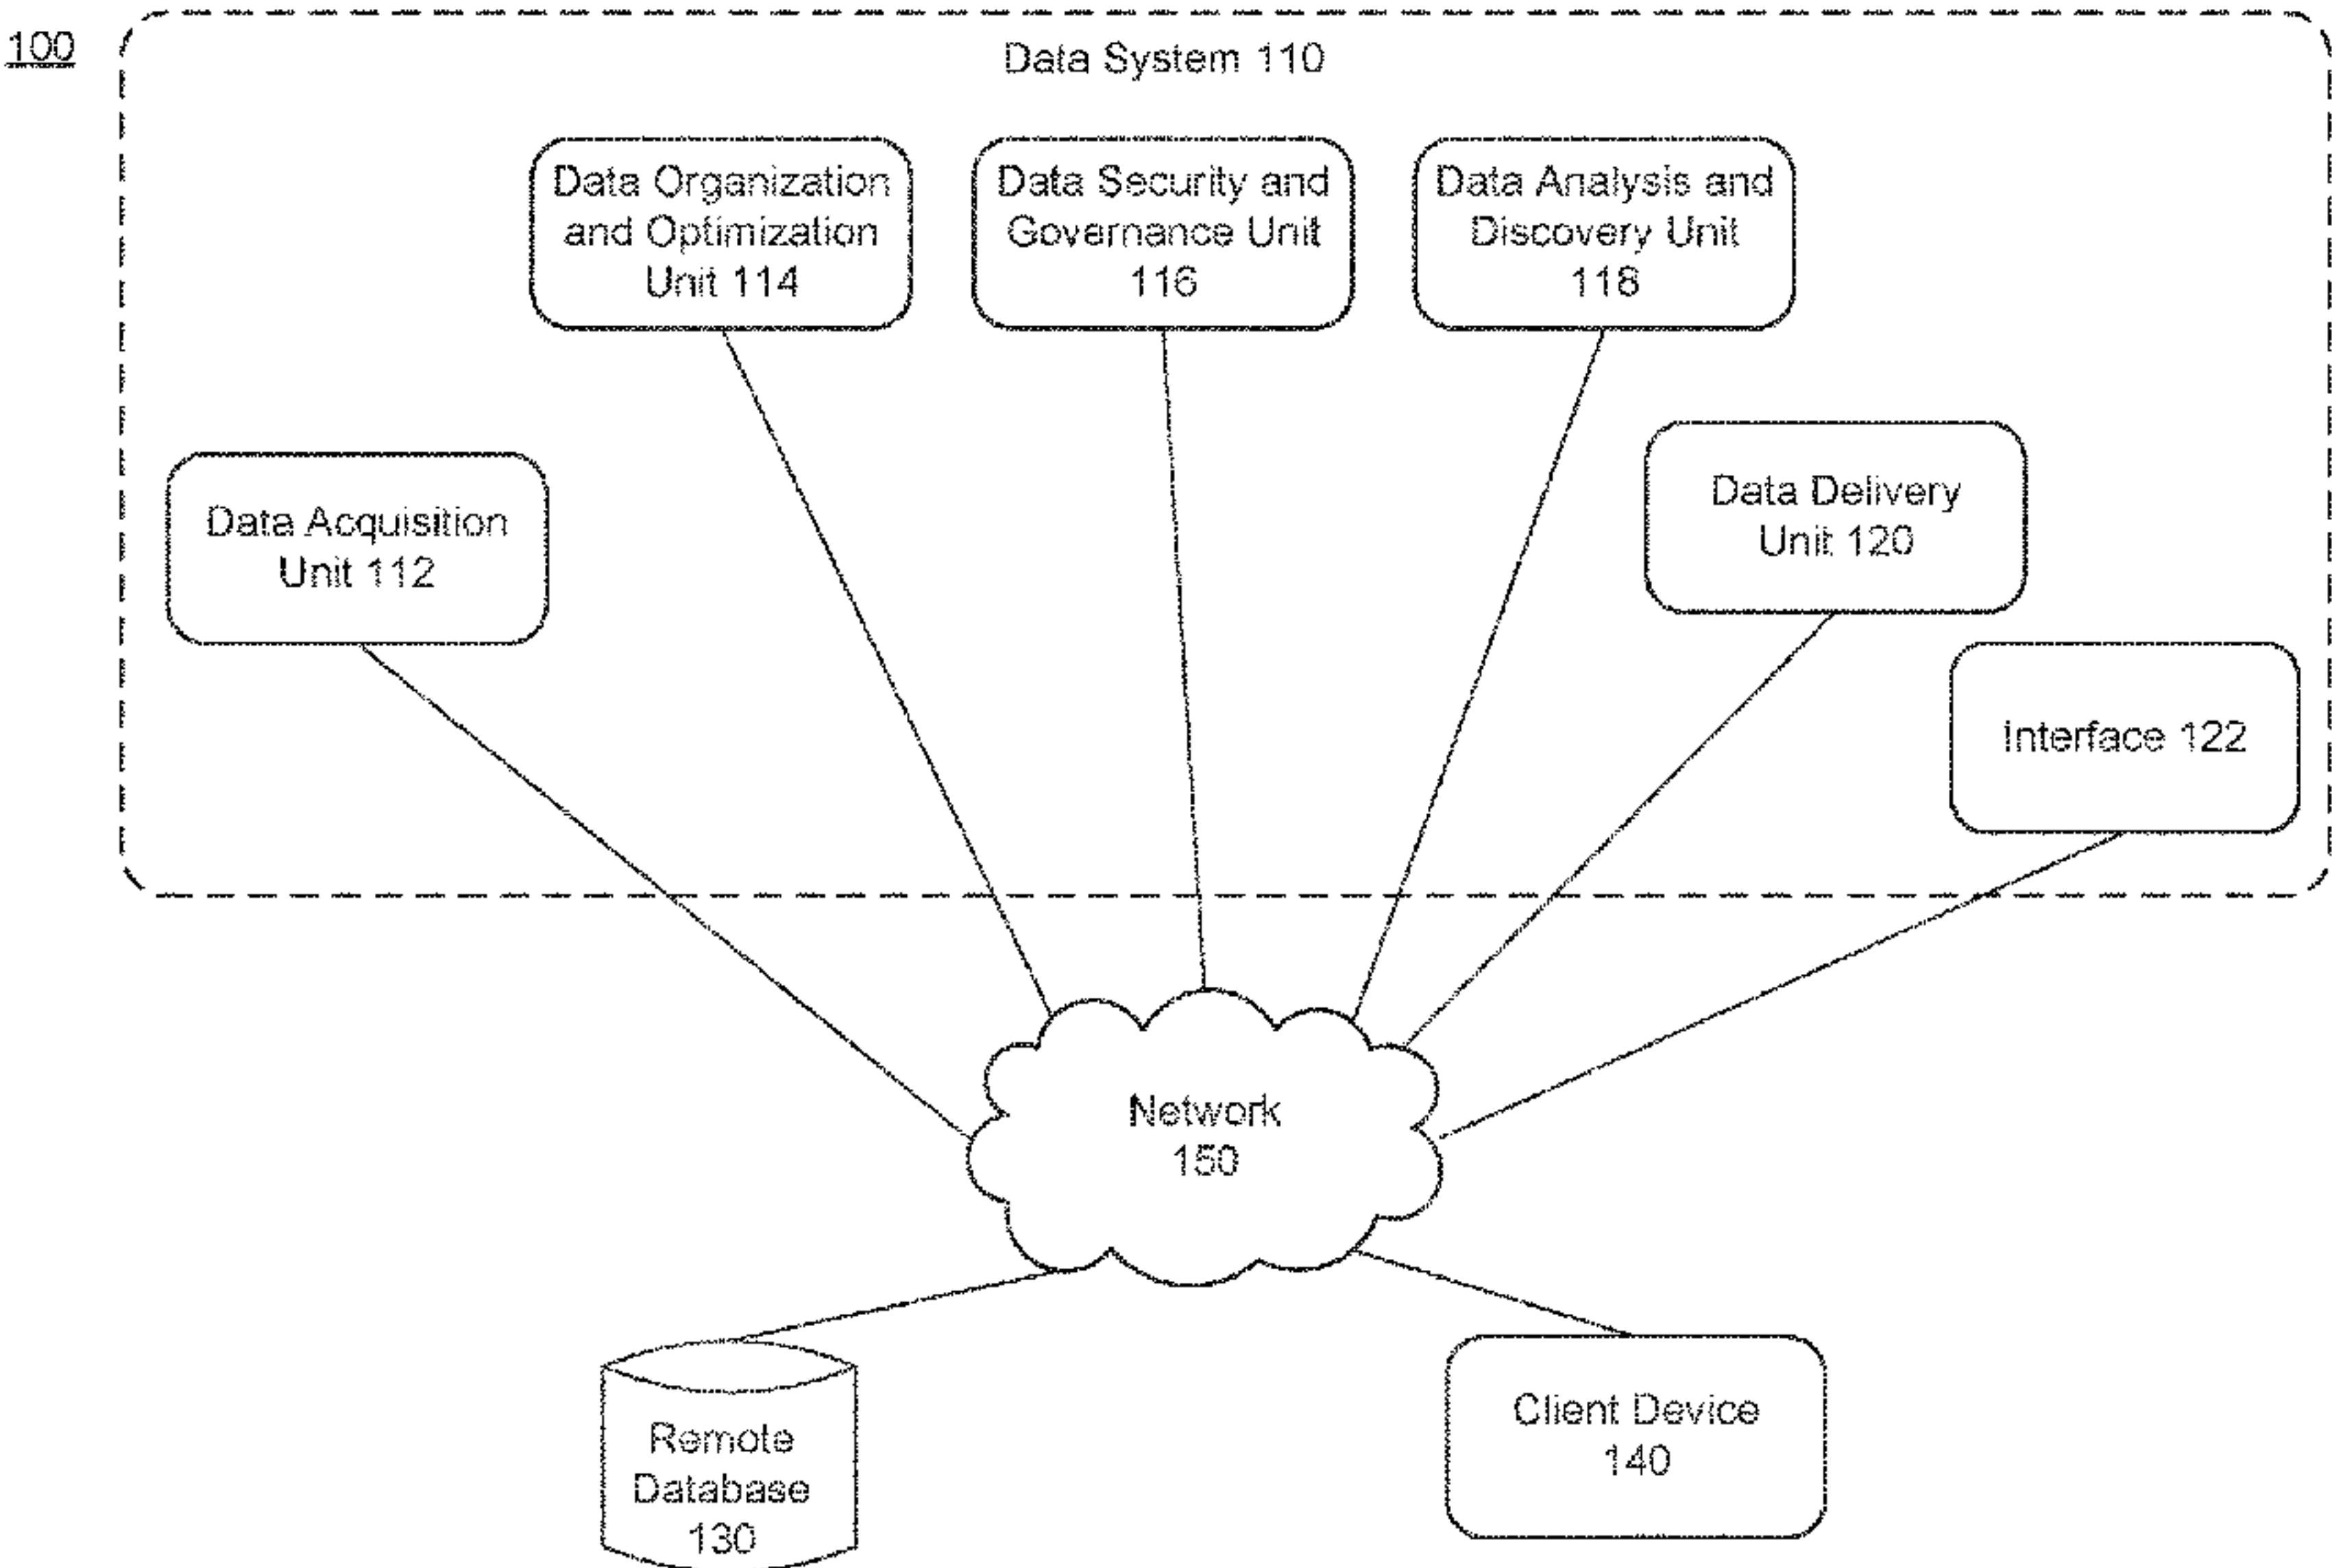 100
Data System 110
Data Organization
and Optimization
Unit 114
Data Security and
Governance Unit
116
Data Analysis and
Discovery Unit
118
Data Acquisition
Unit 112
Data Delivery
Unit 120
Interface 122
Network
150
Remote
Database
130
Client Device
140